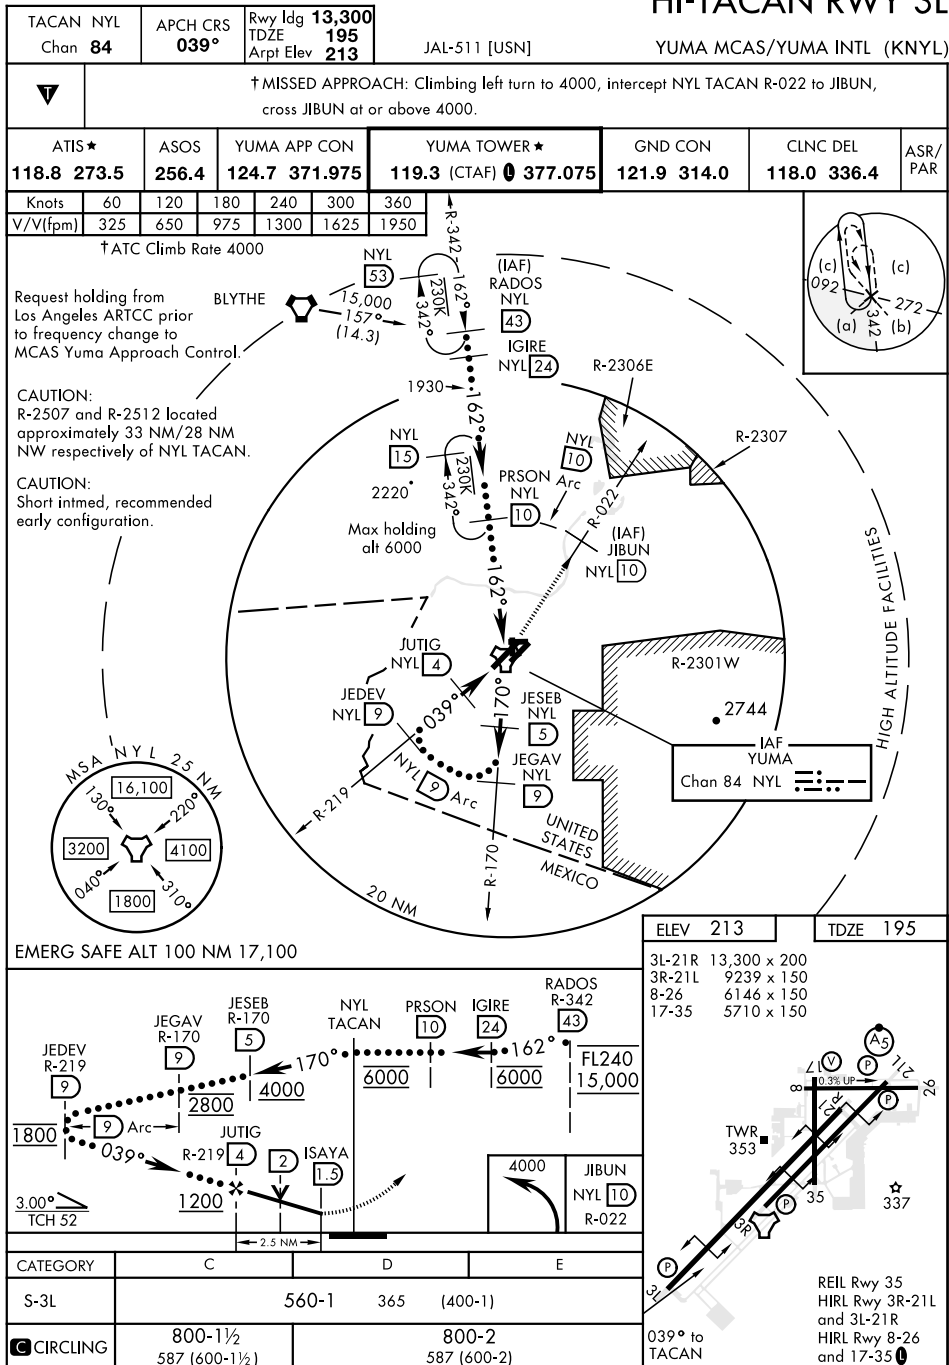 HI-TACAN RWY 3L
TACAN NYL
Chan 84
APCH CRS
039°
Rwy ldg 13,300
TDZE 195
Arpt Elev 213
JAL-511 [USN]
YUMA MCAS/YUMA INTL (KNYL)
T
† MISSED APPROACH: Climbing left turn to 4000, intercept NYL TACAN R-022 to JIBUN,
cross JIBUN at or above 4000.
ATIS ★
118.8 273.5
ASOS
256.4
YUMA APP CON
124.7 371.975
YUMA TOWER ★
119.3 (CTAF) L 377.075
GND CON
121.9 314.0
CLNC DEL
118.0 336.4
ASR/
PAR
Knots 60 120 180 240 300 360
V/V(fpm) 325 650 975 1300 1625 1950
† ATC Climb Rate 4000
Request holding from
Los Angeles ARTCC prior
to frequency change to
MCAS Yuma Approach Control.
CAUTION:
R-2507 and R-2512 located
approximately 33 NM/28 NM
NW respectively of NYL TACAN.
CAUTION:
Short intmed, recommended
early configuration.
BLYTHE
15,000
157°
(14.3)
NYL
53
230K
342°
R-342
162°
(IAF)
RADOS
NYL
43
IGIRE
NYL 24
1930
162°
R-2306E
R-2307
(c)
(c)
092
272
(a)
(b)
342
NYL
15
230K
342°
2220
Max holding
alt 6000
PRSON
NYL
10
NYL
10
Arc
R-022
(IAF)
JIBUN
NYL 10
162°
HIGH ALTITUDE FACILITIES
JUTIG
NYL 4
JEDEV
NYL 9
039°
170°
JESEB
NYL
5
JEGAV
NYL
9
NYL 9 Arc
R-219
R-170
R-2301W
2744
IAF
YUMA
Chan 84 NYL
UNITED
STATES
MEXICO
20 NM
MSA NYL 25 NM
16,100
130°
220°
3200
4100
040°
310°
1800
EMERG SAFE ALT 100 NM 17,100
JEDEV
R-219
9
JEGAV
R-170
9
JESEB
R-170
5
NYL
TACAN
PRSON
10
IGIRE
24
RADOS
R-342
43
170°
162°
FL240
15,000
6000
6000
4000
2800
1800
9 Arc
039°
JUTIG
R-219 4
2
ISAYA
1.5
1200
3.00°
TCH 52
2.5 NM
4000
JIBUN
NYL 10
R-022
CATEGORY C D E
S-3L 560-1 365 (400-1)
C CIRCLING
800-1½
587 (600-1½)
800-2
587 (600-2)
ELEV 213
TDZE 195
3L-21R 13,300 x 200
3R-21L 9239 x 150
8-26 6146 x 150
17-35 5710 x 150
A5
V
P
17
21L
8
0.3% UP
26
P
21R
TWR
353
35
337
P
3R
P
3L
039° to
TACAN
REIL Rwy 35
HIRL Rwy 3R-21L
and 3L-21R
HIRL Rwy 8-26
and 17-35 L